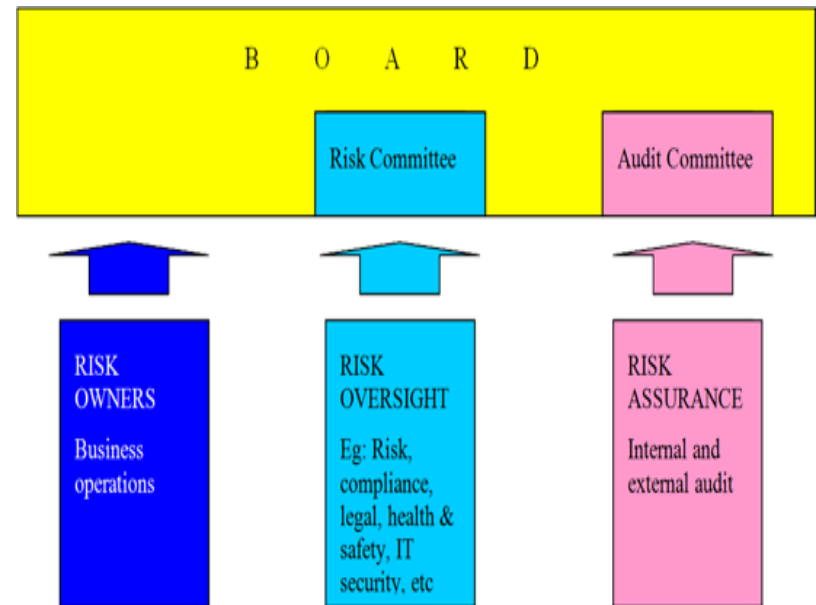 B O A R D
Risk Committee
Audit Committee
RISK
OWNERS
Business
operations
RISK
OVERSIGHT
Eg: Risk,
compliance,
legal, health &
safety, IT
security, etc
RISK
ASSURANCE
Internal and
external audit